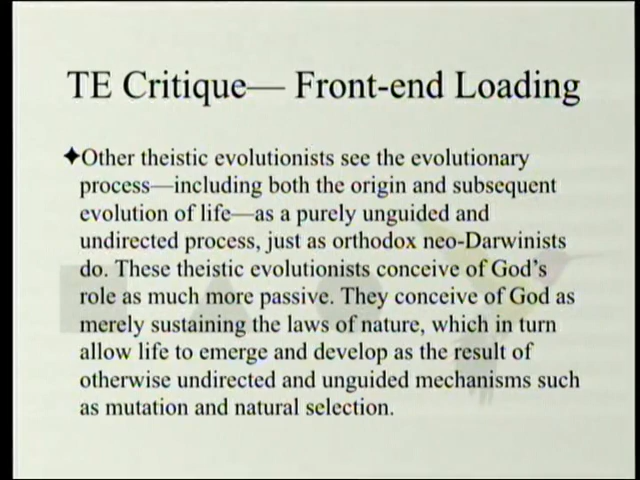 TE Critique— Front-end Loading
✦Other theistic evolutionists see the evolutionary
process—including both the origin and subsequent
evolution of life—as a purely unguided and
undirected process, just as orthodox neo-Darwinists
do. These theistic evolutionists conceive of God's
role as much more passive. They conceive of God as
merely sustaining the laws of nature, which in turn
allow life to emerge and develop as the result of
otherwise undirected and unguided mechanisms such
as mutation and natural selection.